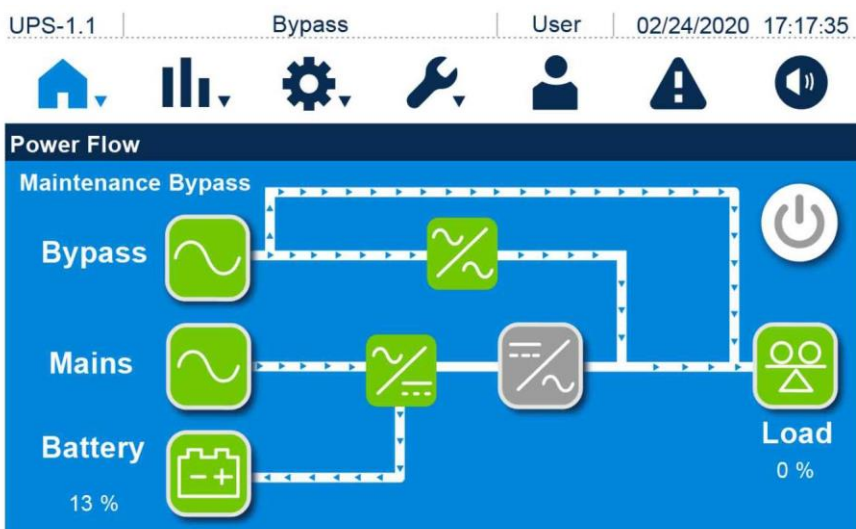 UPS-1.1 Bypass User 02/24/2020 17:17:35
Power Flow
Maintenance Bypass
Bypass
Mains
Battery
13 %
Load
0 %